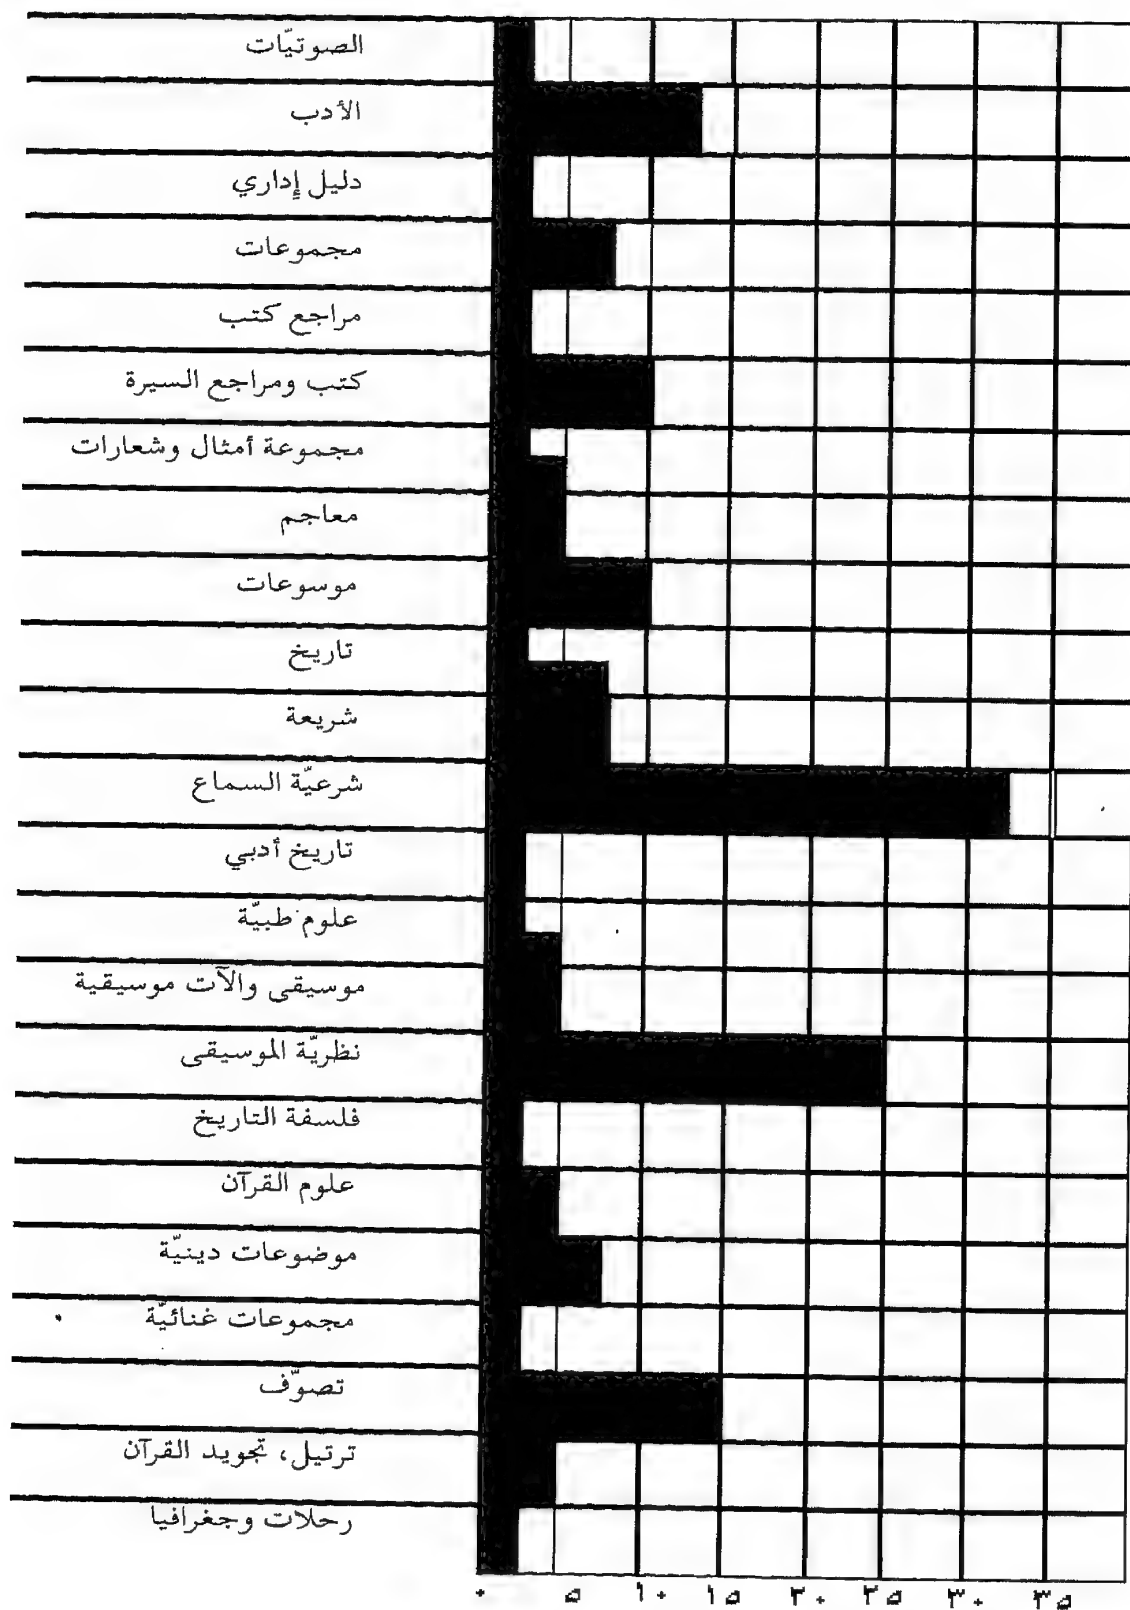 الصوتيّات
الأدب
دليل إداري
مجموعات
مراجع كتب
كتب ومراجع السيرة
مجموعة أمثال وشعارات
معاجم
موسوعات
تاريخ
شريعة
شرعيّة السماع
تاريخ أدبي
علوم طبيّة
موسيقى وآلات موسيقية
نظريّة الموسيقى
فلسفة التاريخ
علوم القرآن
موضوعات دينيّة
مجموعات غنائيّة
تصوّف
ترتيل، تجويد القرآن
رحلات وجغرافيا
٠ ٥ ١٠ ١٥ ٢٠ ٢٥ ٣٠ ٣٥